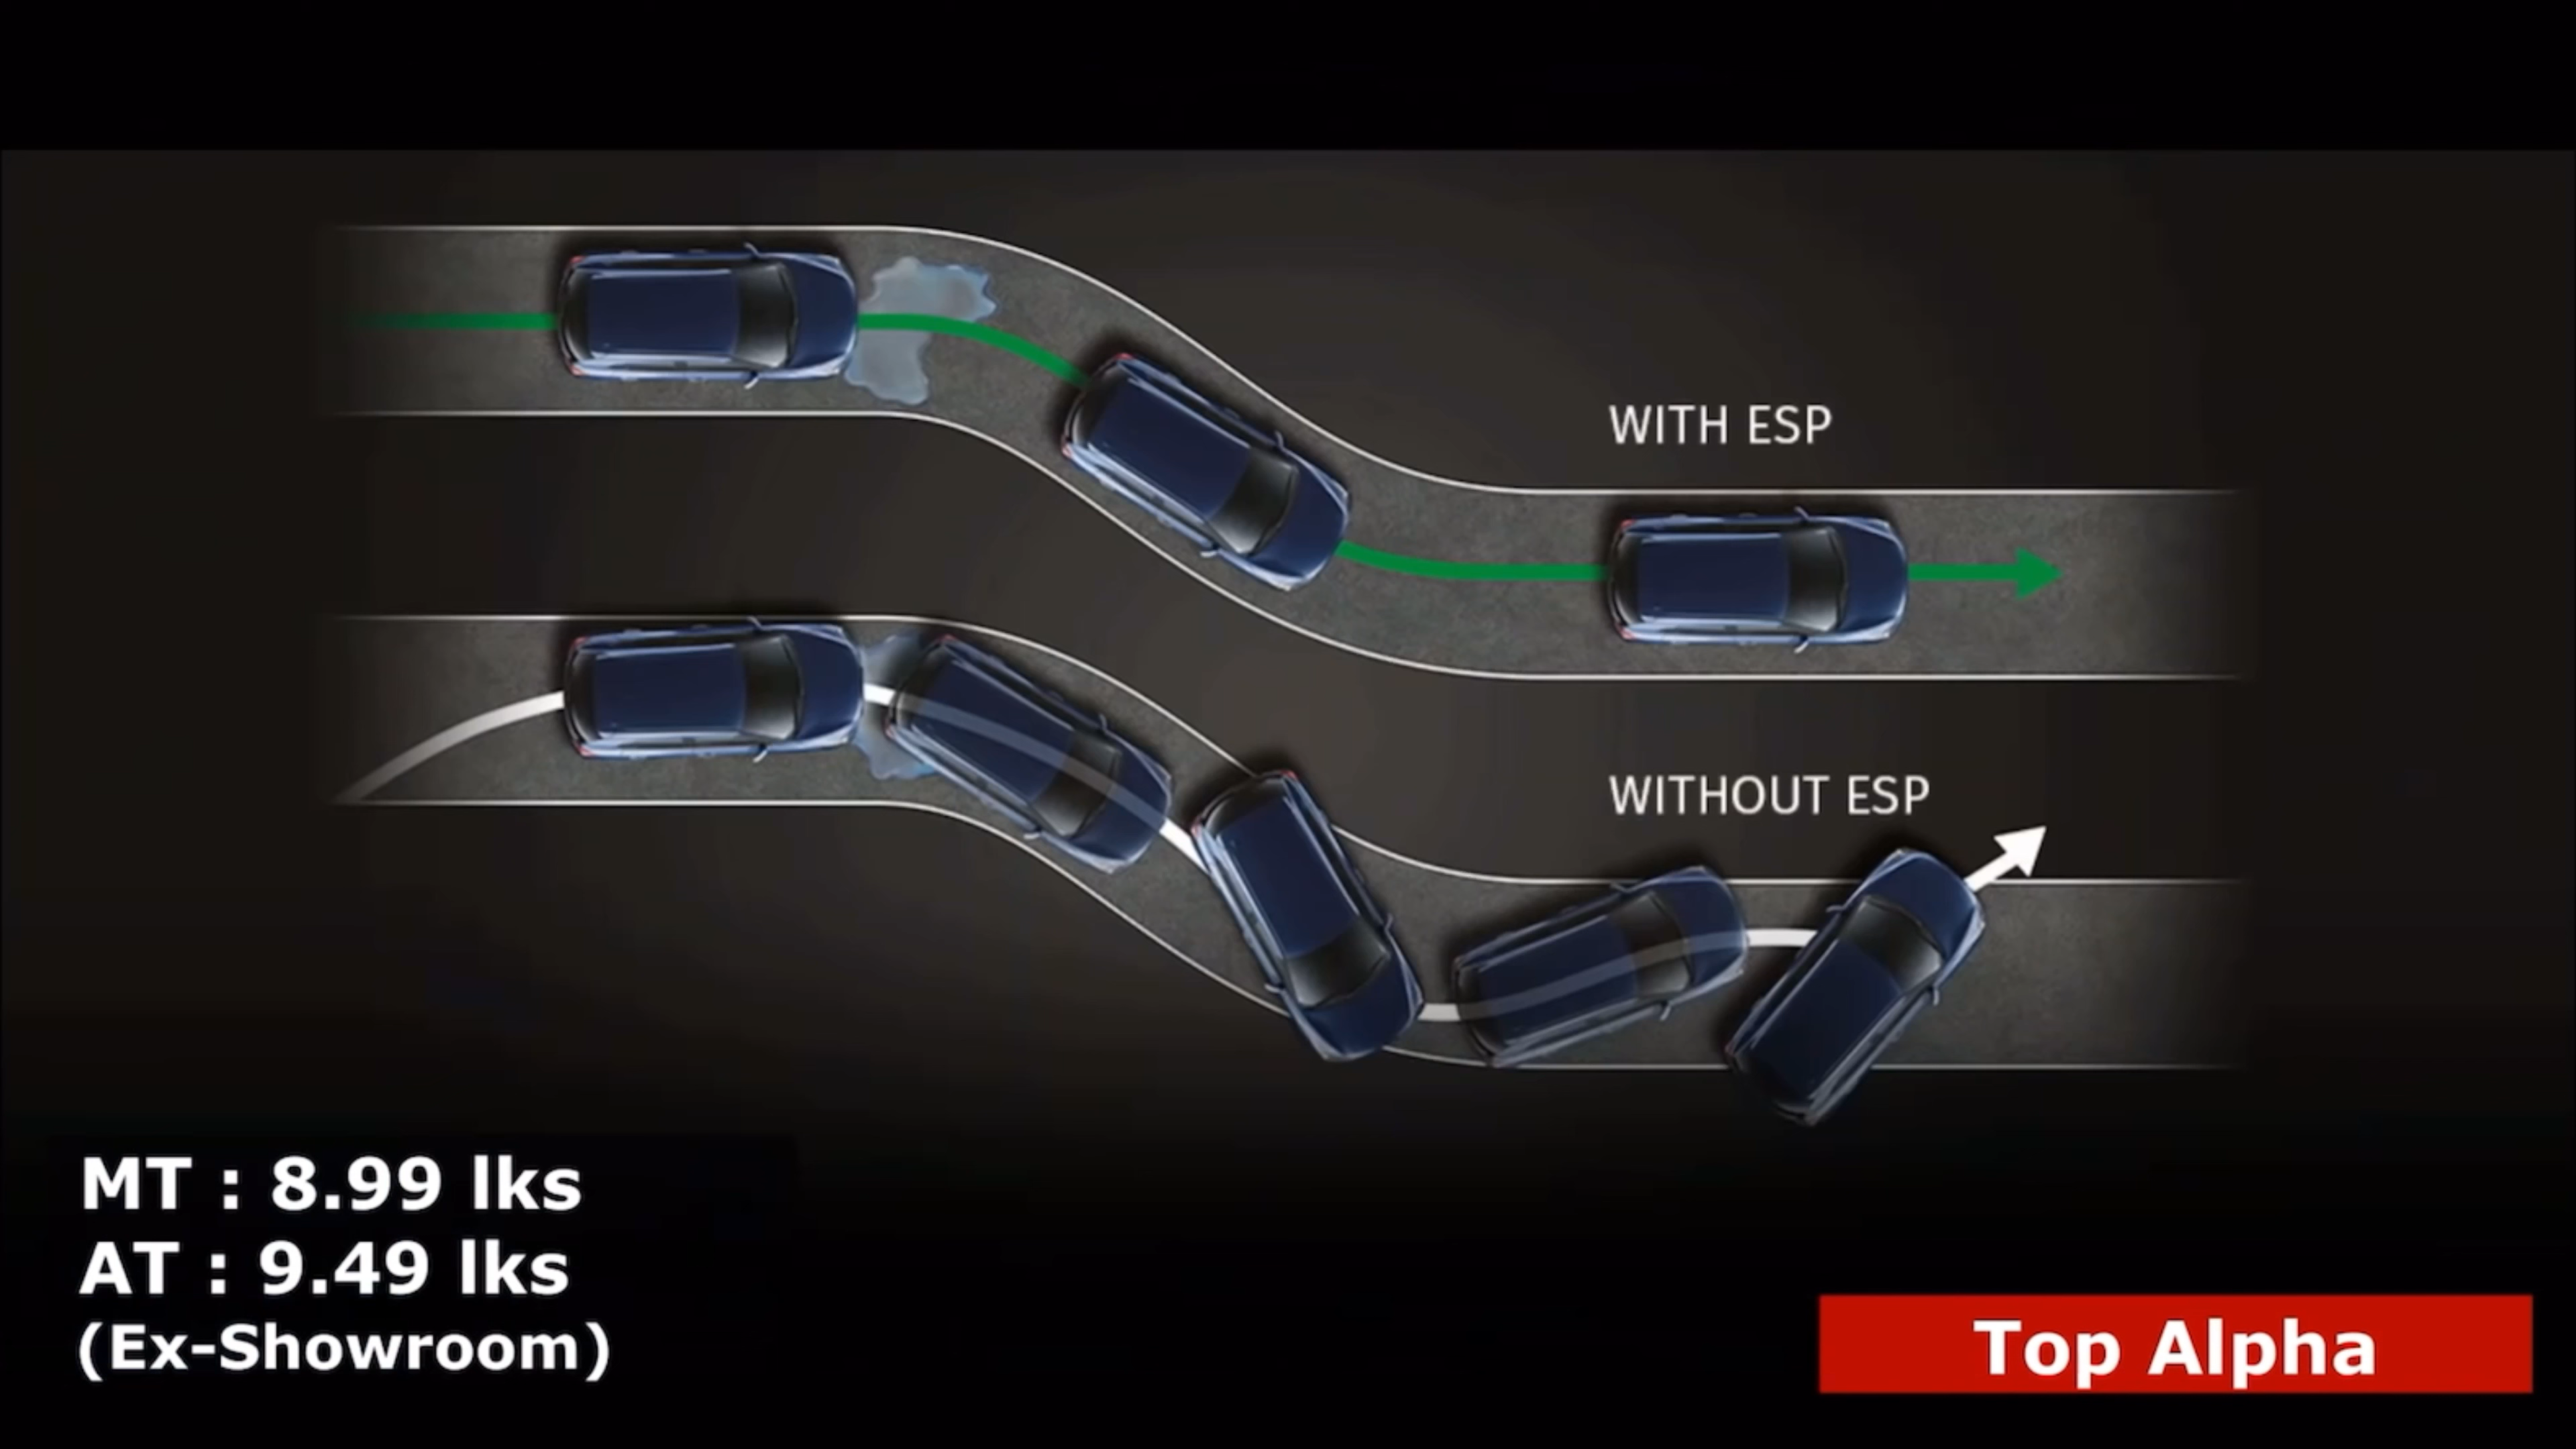 WITH ESP
WITHOUT ESP
MT : 8.99 lks
AT : 9.49 lks
(Ex-Showroom)
Top Alpha